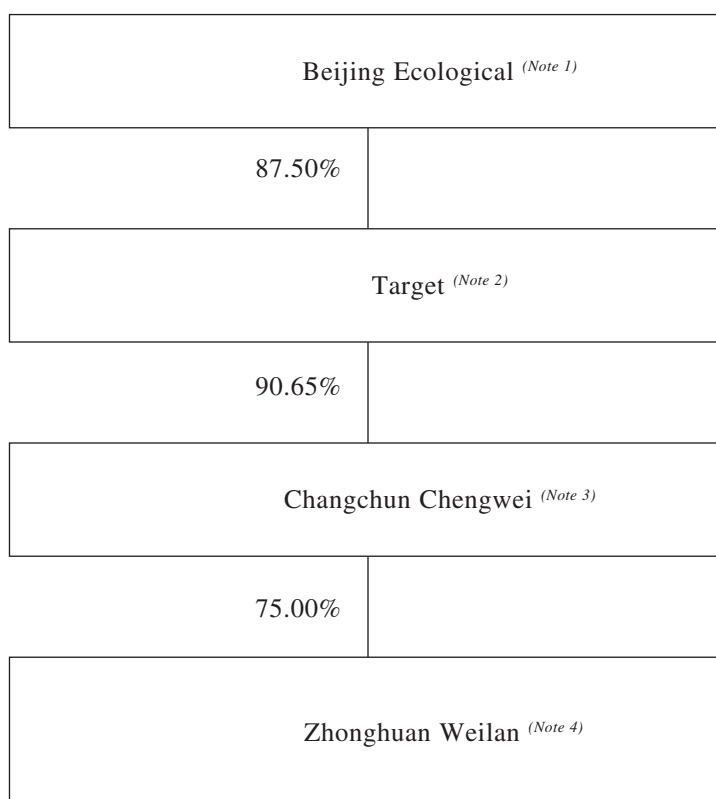 Beijing Ecological (Note 1)
87.50%
Target (Note 2)
90.65%
Changchun Chengwei (Note 3)
75.00%
Zhonghuan Weilan (Note 4)